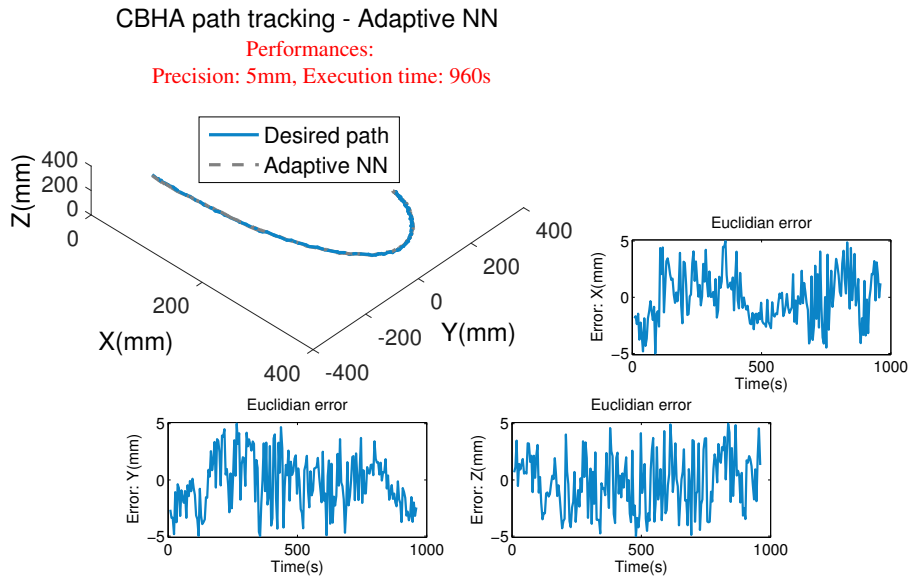 CBHA path tracking - Adaptive NN
Performances:
Precision: 5mm, Execution time: 960s
Desired path
Adaptive NN
Z(mm)
400
200
0
0
200
400
X(mm)
-400
-200
0
200
400
Y(mm)
Euclidian error
Error: X(mm)
5
0
−5
0
500
1000
Time(s)
Euclidian error
Error: Y(mm)
5
0
−5
0
500
1000
Time(s)
Euclidian error
Error: Z(mm)
5
0
−5
0
500
1000
Time(s)